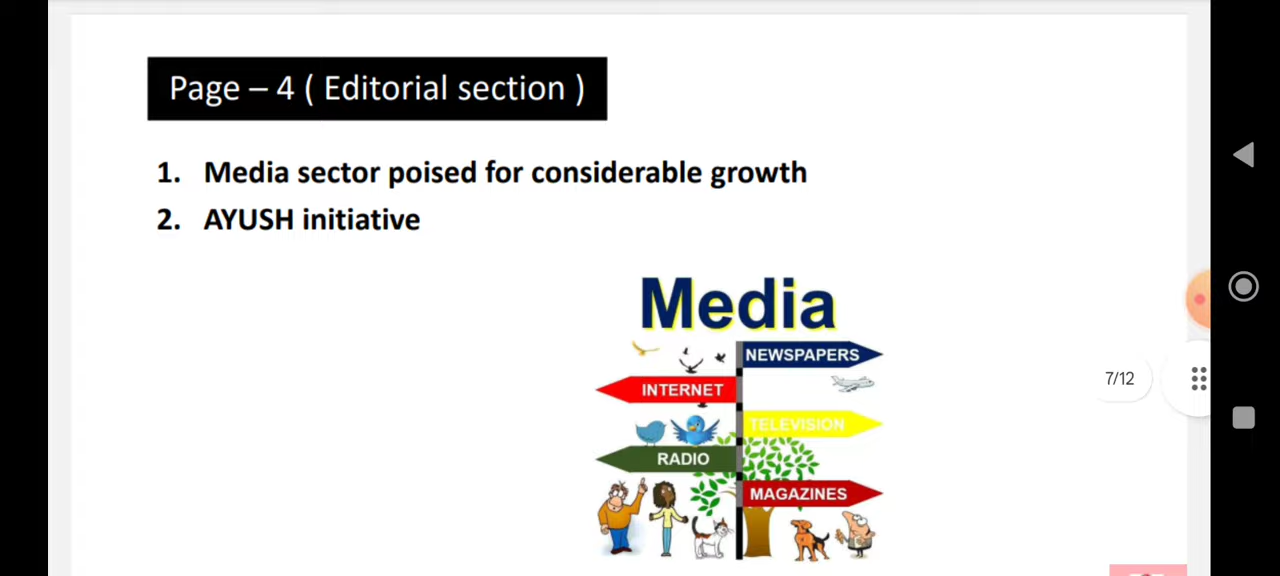 Page – 4 ( Editorial section )
1. Media sector poised for considerable growth
2. AYUSH initiative
Media
NEWSPAPERS
INTERNET
TELEVISION
RADIO
MAGAZINES
7/12